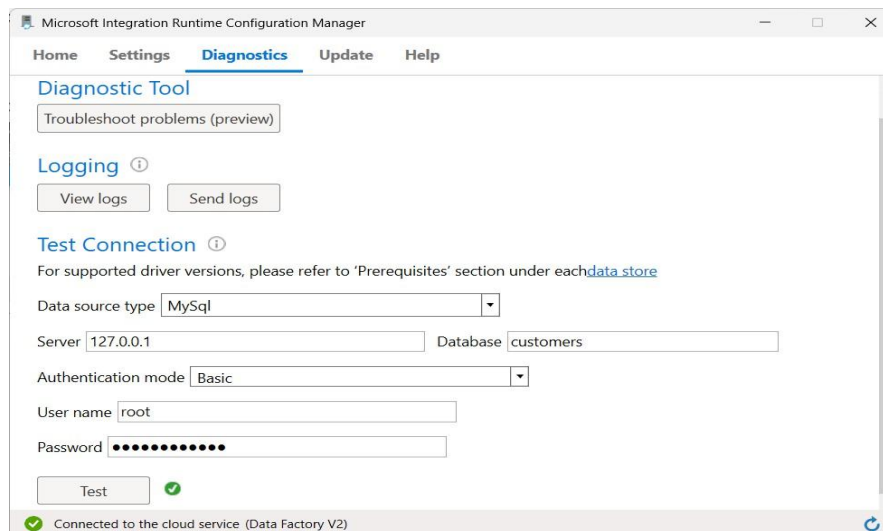 Microsoft Integration Runtime Configuration Manager
Home Settings Diagnostics Update Help
Diagnostic Tool
Troubleshoot problems (preview)
Logging
View logs Send logs
Test Connection
For supported driver versions, please refer to ‘Prerequisites’ section under eachdata store
Data source type MySql
Server 127.0.0.1 Database customers
Authentication mode Basic
User name root
Password ●●●●●●●●●●●●
Test
Connected to the cloud service (Data Factory V2)